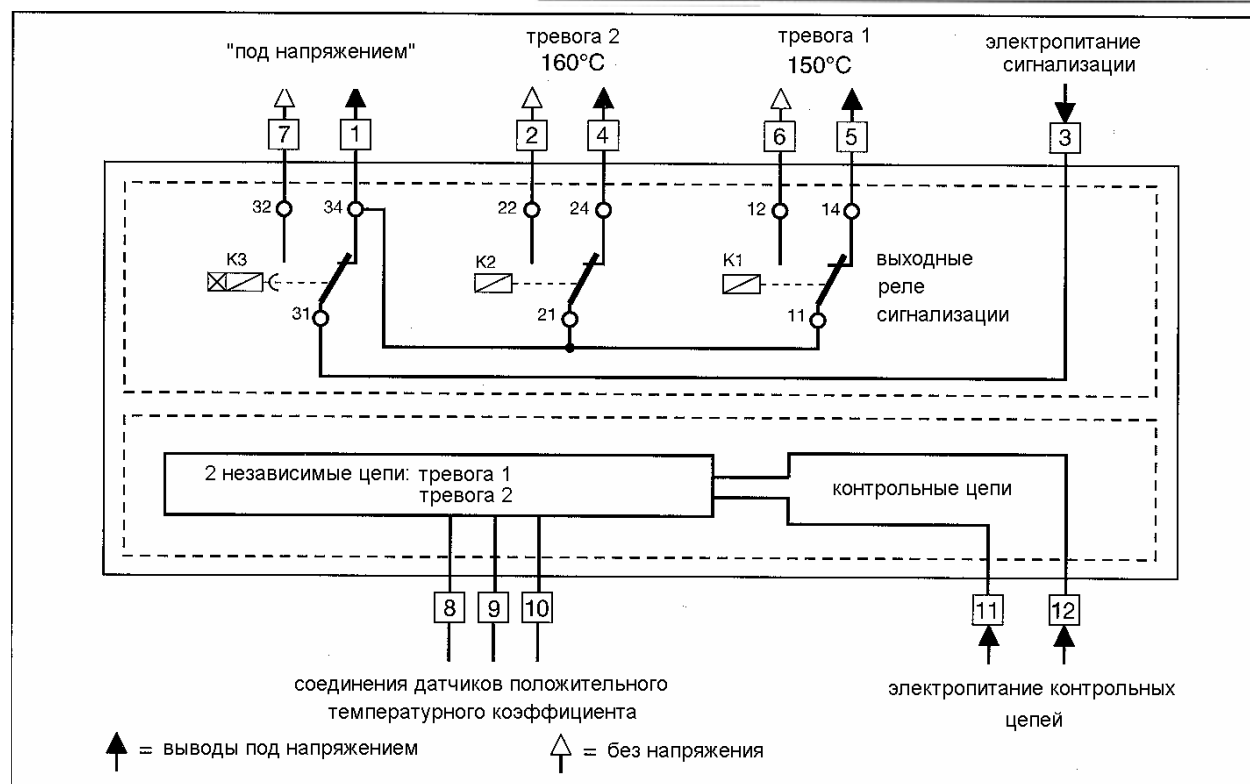 "под напряжением"
тревога 2
160°C
тревога 1
150°C
электропитание
сигнализации
7
1
2
4
6
5
3
32
34
22
24
12
14
K3
K2
K1
выходные
реле
сигнализации
31
21
11
2 независимые цепи: тревога 1
тревога 2
контрольные цепи
8
9
10
11
12
соединения датчиков положительного
температурного коэффициента
электропитание контрольных
цепей
= выводы под напряжением
= без напряжения